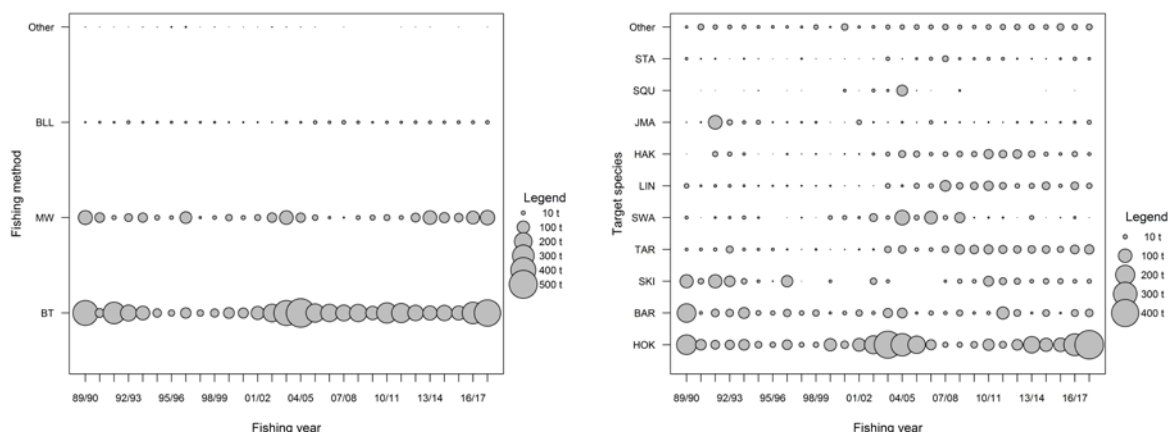 Other
BLL
MW
BT
Fishing method
89/90 92/93 95/96 98/99 01/02 04/05 07/08 10/11 13/14 16/17
Fishing year
Legend
10 t
100 t
200 t
300 t
400 t
500 t
Other
STA
SQU
JMA
HAK
LIN
SWA
TAR
SKI
BAR
HOK
Target species
89/90 92/93 95/96 98/99 01/02 04/05 07/08 10/11 13/14 16/17
Fishing year
Legend
10 t
100 t
200 t
300 t
400 t